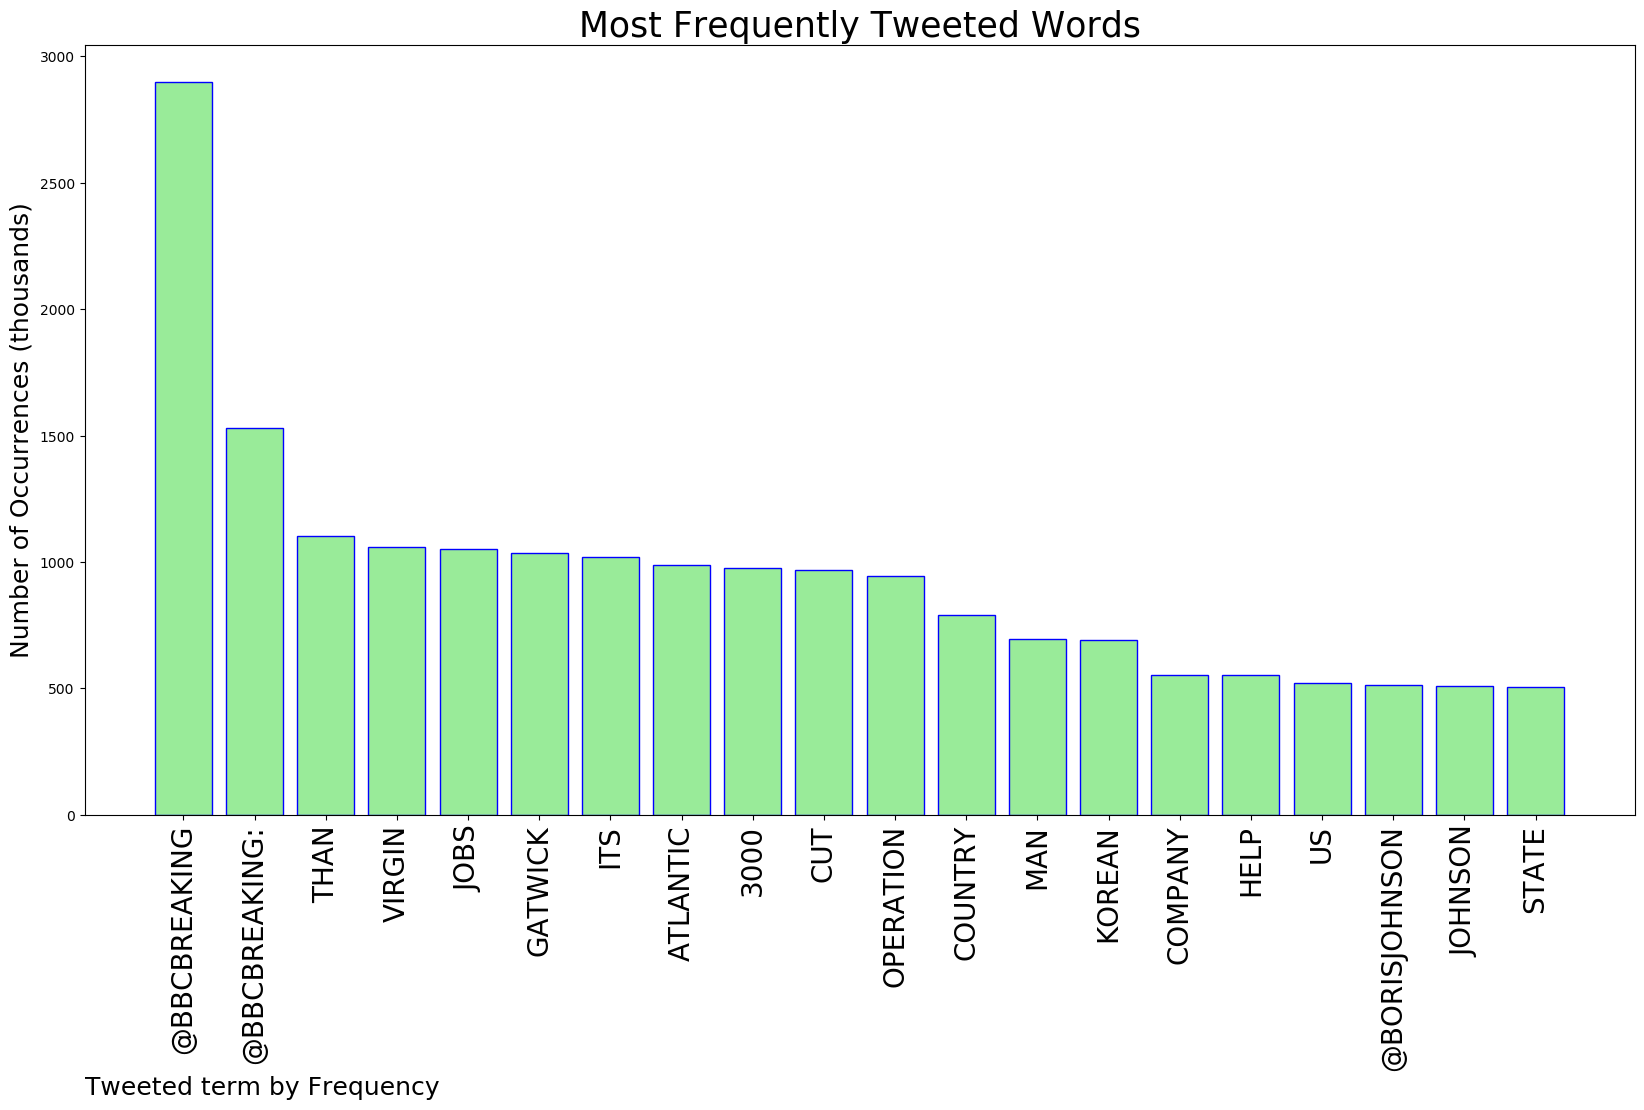 Most Frequently Tweeted Words
Number of Occurrences (thousands)
3000
2500
2000
1500
1000
500
0
@BBCBREAKING
@BBCBREAKING:
THAN
VIRGIN
JOBS
GATWICK
ITS
ATLANTIC
3000
CUT
OPERATION
COUNTRY
MAN
KOREAN
COMPANY
HELP
US
@BORISJOHNSON
JOHNSON
STATE
Tweeted term by Frequency